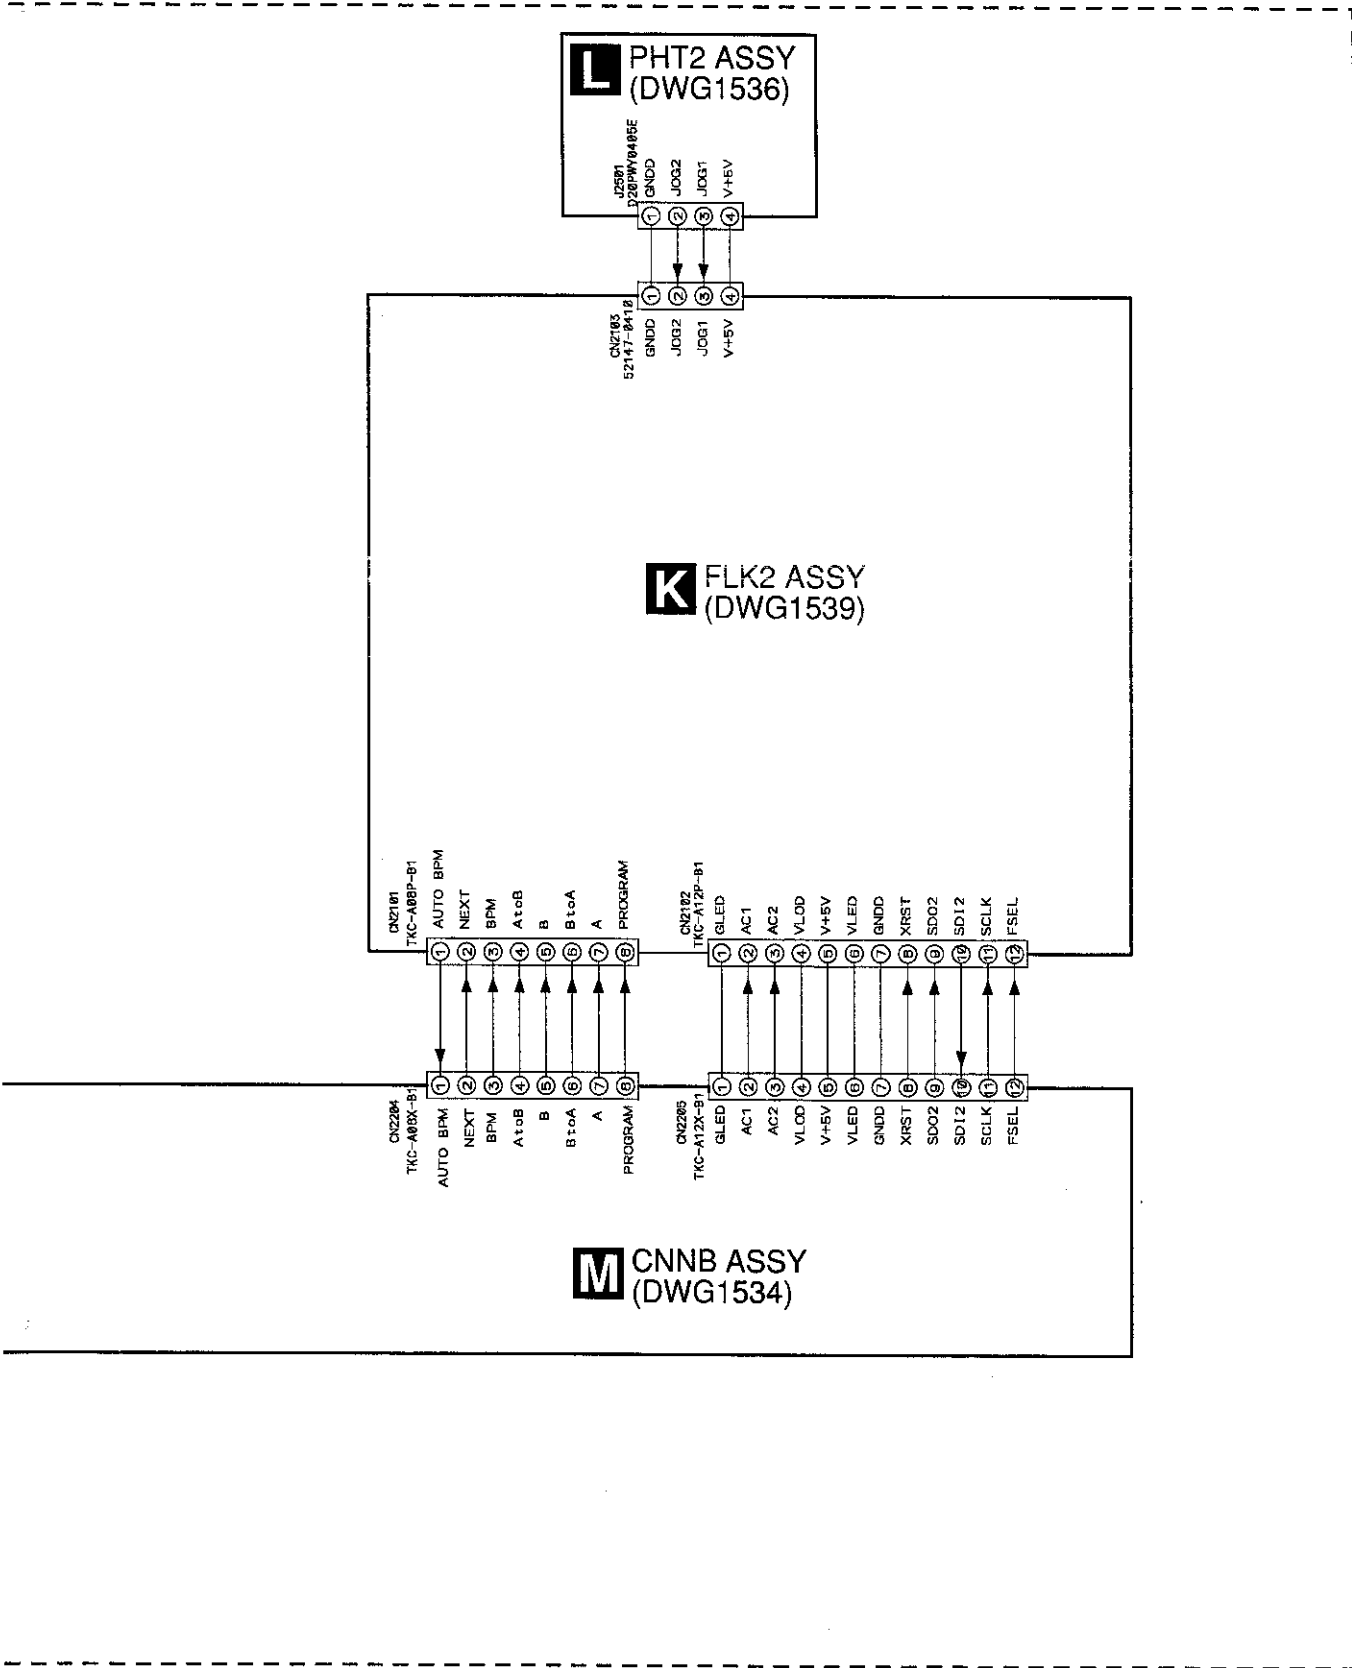 L PHT2 ASSY
(DWG1536)
J2501
D20PWY0405E
GNDD
JOG2
JOG1
V+5V
1 2 3 4
1 2 3 4
CN2103
52147-0410
GNDD
JOG2
JOG1
V+5V
K FLK2 ASSY
(DWG1539)
CN2101
TKC-A08P-B1
AUTO BPM
NEXT
BPM
AtoB
B
BtoA
A
PROGRAM
CN2102
TKC-A12P-B1
GLED
AC1
AC2
VLOD
V+5V
VLED
GNDD
XRST
SDO2
SDI2
SCLK
FSEL
1 2 3 4 5 6 7 8
1 2 3 4 5 6 7 8 9 10 11 12
1 2 3 4 5 6 7 8
1 2 3 4 5 6 7 8 9 10 11 12
CN2204
TKC-A08X-B1
AUTO BPM
NEXT
BPM
AtoB
B
BtoA
A
PROGRAM
CN2205
TKC-A12X-B1
GLED
AC1
AC2
VLOD
V+5V
VLED
GNDD
XRST
SDO2
SDI2
SCLK
FSEL
M CNNB ASSY
(DWG1534)